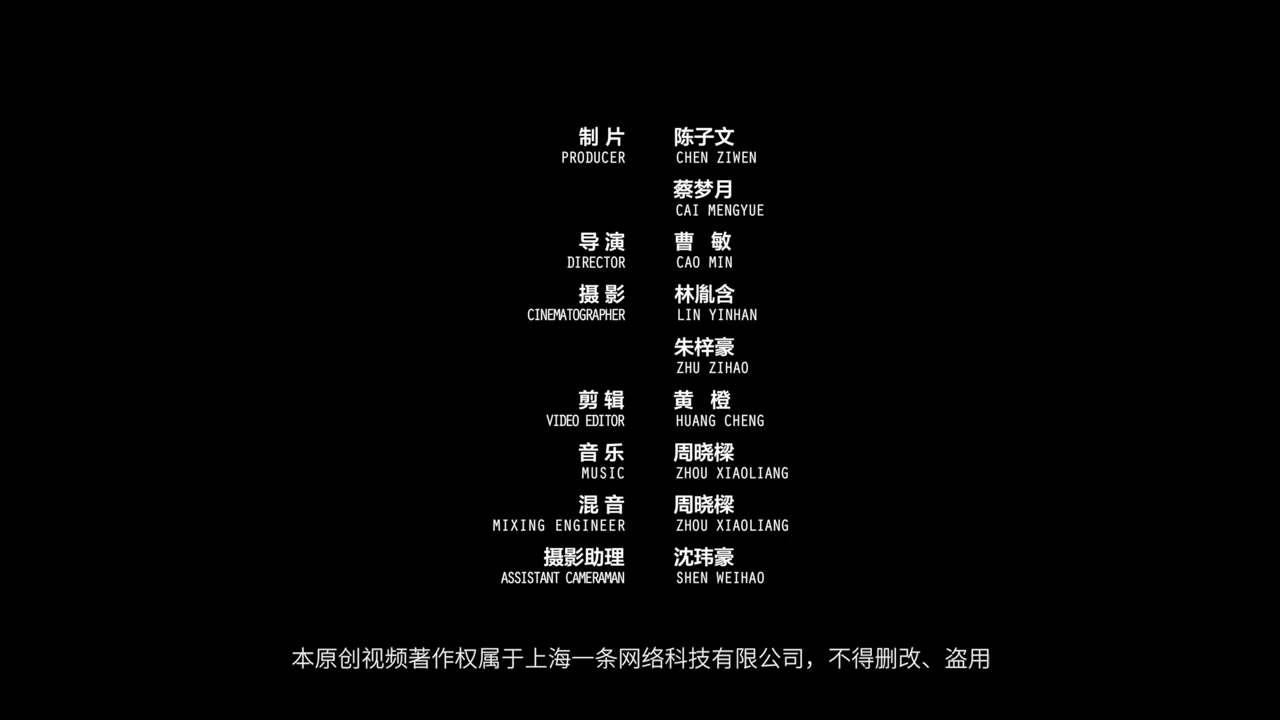 制片 陈子文
PRODUCER CHEN ZIWEN
蔡梦月
CAI MENGYUE
导演 曹敏
DIRECTOR CAO MIN
摄影 林胤含
CINEMATOGRAPHER LIN YINHAN
朱梓豪
ZHU ZIHAO
剪辑 黄橙
VIDEO EDITOR HUANG CHENG
音乐 周晓樑
MUSIC ZHOU XIAOLIANG
混音 周晓樑
MIXING ENGINEER ZHOU XIAOLIANG
摄影助理 沈玮豪
ASSISTANT CAMERAMAN SHEN WEIHAO
本原创视频著作权属于上海一条网络科技有限公司，不得删改、盗用